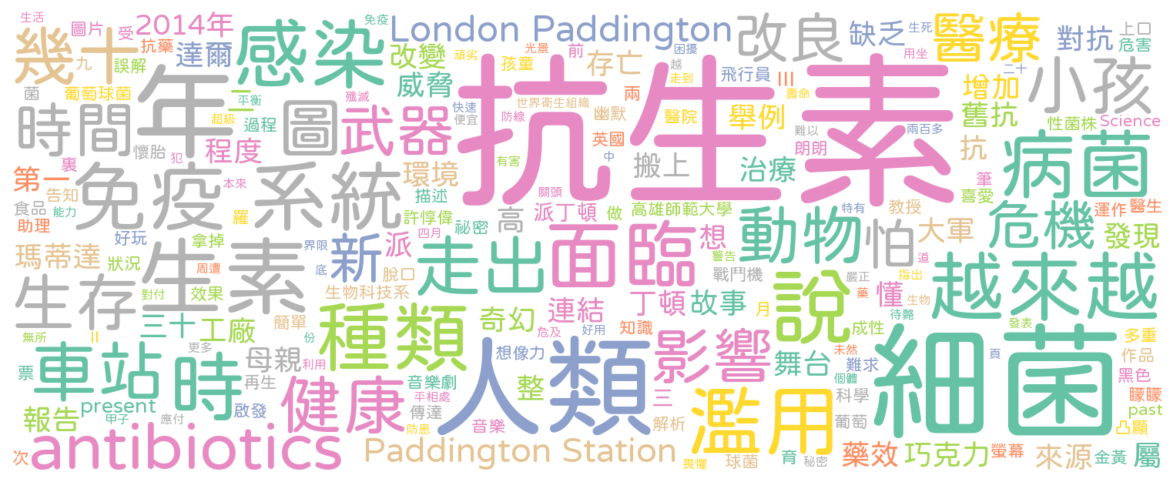 生活 圖片 受 2014年 免疫 London Paddington 改良 缺乏 醫療 生死 上口
幾十 九 抗藥 誤解 達爾 感染 改變 頑劣 孩童 光景 前 存亡 困擾 越 走到 飛行員 III 增加 用坐 對抗 危害
菌 葡萄球菌 二 平衡 殲滅 威脅 快速 便宜 世界衛生組織 防線 兩 幽默 醫院 壽命 舉例 舊抗 二十 小孩
時間 年 超級 過程 圖 武器 抗生素 英國 難以 朗朗 兩百多 性菌株 Science
懷胎 犯 程度 有害 中 搬上 治療 抗 病菌
第一 裏 告知 本來 免疫系統 環境 描述 關頭 喜愛 筆 運作 醫生
食品 助理 能力 羅 許惇偉 四月 祕密 高 派丁頓 做 高雄師範大學 動物 特有 教授 大軍 危機 發現
好玩 拿掉 界限 新 派 走出 面臨 警告 想 怕 道
瑪蒂達 狀況 周遭 生素 底 脫口 戰鬥機 嚴正 指出 越來越
生存 對付 效果 生物科技系 連結 丁頓 故事 月 說 藥 懂 生物
無所 II 三十 工廠 簡單 份 種類 奇幻 危及 好用 知識 待斃 成性 發表
車站 時 更多 母親 利用 想像力 人類 影響 舞台 未然 難求 頁 細菌 多重
票 再生 音樂劇 整 個體 作品 黑色
present 甲子 應付 啟發 健康 平相處 傳達 三 濫用 科學 朦朦
報告 防患 音樂 解析 葡萄 past 凸顯
次 antibiotics Paddington Station 畏懼 球菌 育 秘密 藥效 巧克力 螢幕 來源 金黃 屬